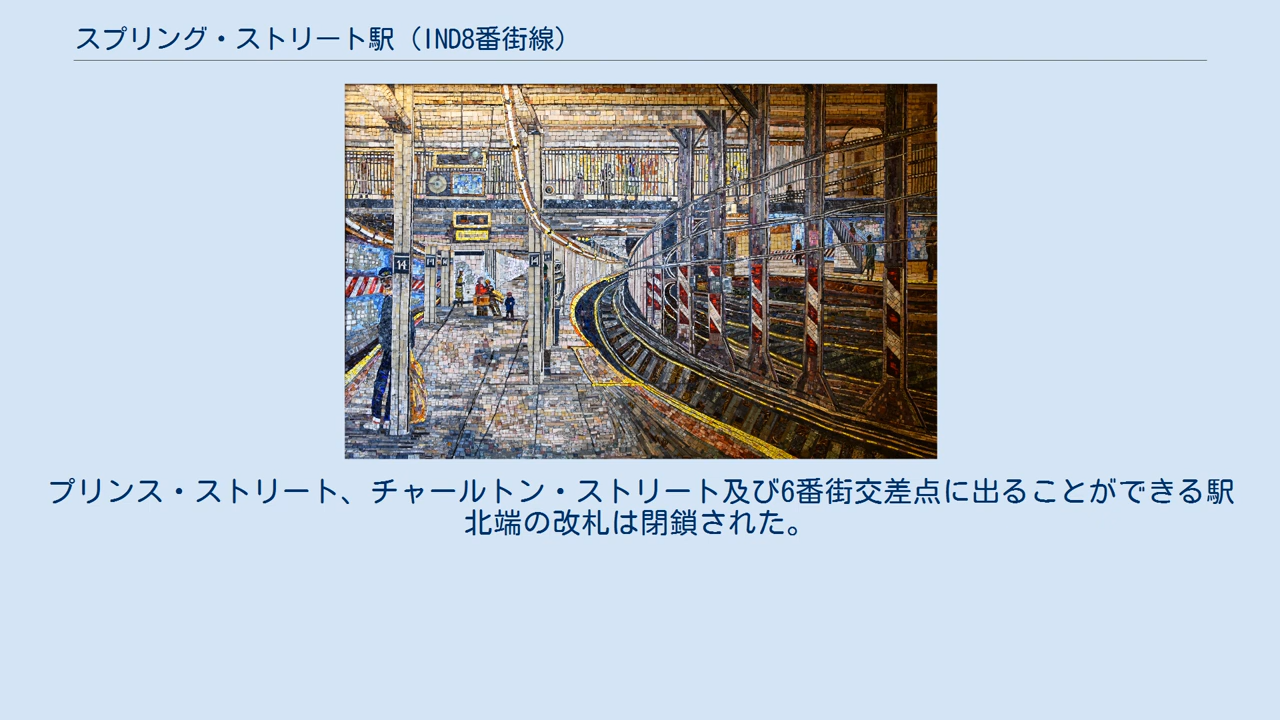 スプリング・ストリート駅（IND8番街線）
14
14
プリンス・ストリート、チャールトン・ストリート及び6番街交差点に出ることができる駅
北端の改札は閉鎖された。